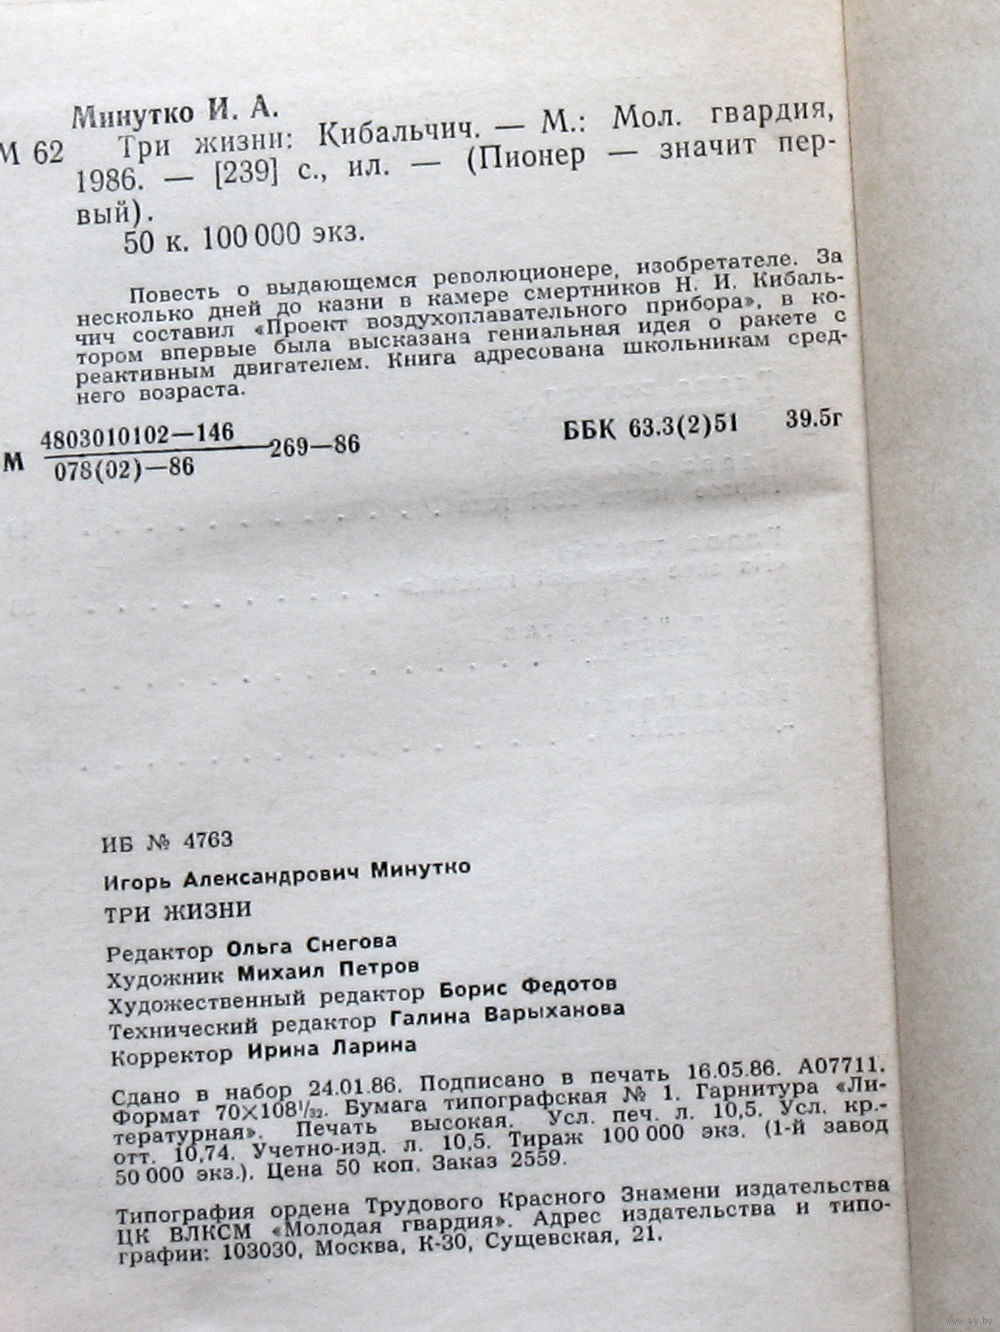 Минутко И. А.
М 62 Три жизни: Кибальчич. — М.: Мол. гвардия,
1986. — [239] с., ил. — (Пионер — значит пер-
вый).
50 к. 100 000 экз.
Повесть о выдающемся революционере, изобретателе. За
несколько дней до казни в камере смертников Н. И. Кибаль-
чич составил «Проект воздухоплавательного прибора», в ко-
тором впервые была высказана гениальная идея о ракете с
реактивным двигателем. Книга адресована школьникам сред-
него возраста.
М 4803010102—146
078(02)—86
269—86 ББК 63.3(2)51 39.5г
ИБ № 4763
Игорь Александрович Минутко
ТРИ ЖИЗНИ
Редактор Ольга Снегова
Художник Михаил Петров
Художественный редактор Борис Федотов
Технический редактор Галина Варыханова
Корректор Ирина Ларина
Сдано в набор 24.01.86. Подписано в печать 16.05.86. А07711.
Формат 70×108¹/₃₂. Бумага типографская № 1. Гарнитура «Ли-
тературная». Печать высокая. Усл. печ. л. 10,5. Усл. кр.-
отт. 10,74. Учетно-изд. л. 10,5. Тираж 100 000 экз. (1-й завод
50 000 экз.). Цена 50 коп. Заказ 2559.
Типография ордена Трудового Красного Знамени издательства
ЦК ВЛКСМ «Молодая гвардия». Адрес издательства и типо-
графии: 103030, Москва, К-30, Сущевская, 21.
www.ay.by